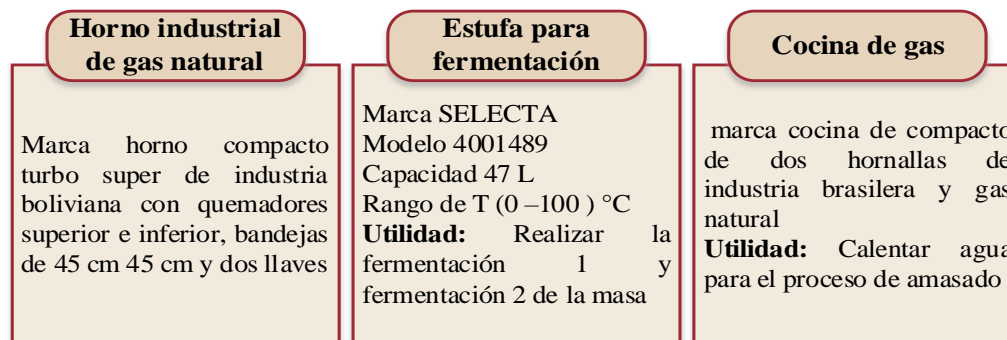 Horno industrial
de gas natural
Marca horno compacto
turbo super de industria
boliviana con quemadores
superior e inferior, bandejas
de 45 cm 45 cm y dos llaves
Estufa para
fermentación
Marca SELECTA
Modelo 4001489
Capacidad 47 L
Rango de T (0 –100 ) °C
Utilidad: Realizar la
fermentación 1 y
fermentación 2 de la masa
Cocina de gas
marca cocina de compacto
de dos hornallas de
industria brasilera y gas
natural
Utilidad: Calentar agua
para el proceso de amasado